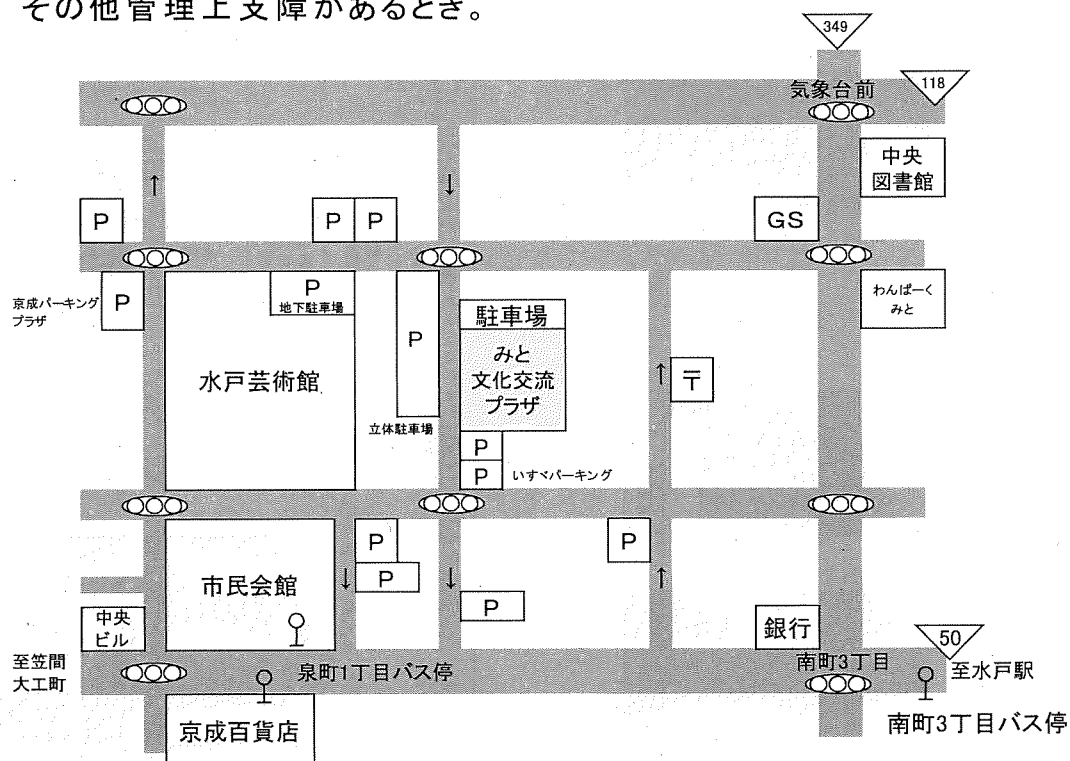 その他管理上支障があるとき。
349
118
気象台前
中央
図書館
P
P
P
GS
京成パーキング
プラザ
P
P
地下駐車場
P
駐車場
わんぱーく
みと
水戸芸術館
みと
文化交流
プラザ
〒
立体駐車場
P
P
いすゞパーキング
P
P
P
P
市民会館
中央
ビル
銀行
50
至笠間
大工町
泉町1丁目バス停
南町3丁目
至水戸駅
京成百貨店
南町3丁目バス停